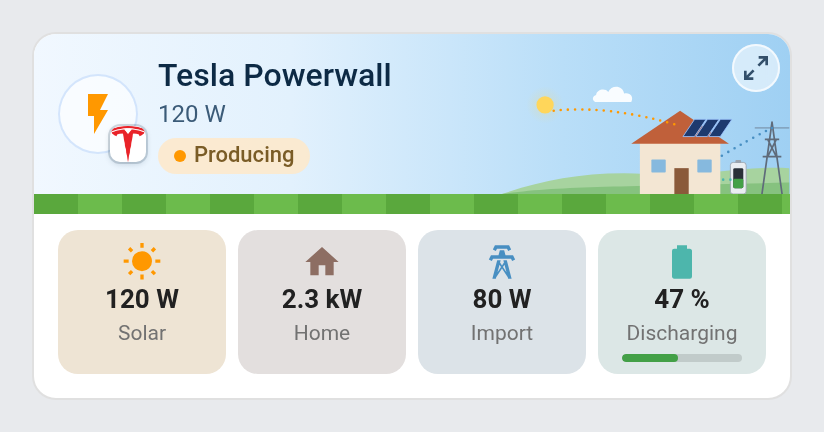 Tesla Powerwall
120 W
Producing
120 W
Solar
2.3 kW
Home
80 W
Import
47 %
Discharging